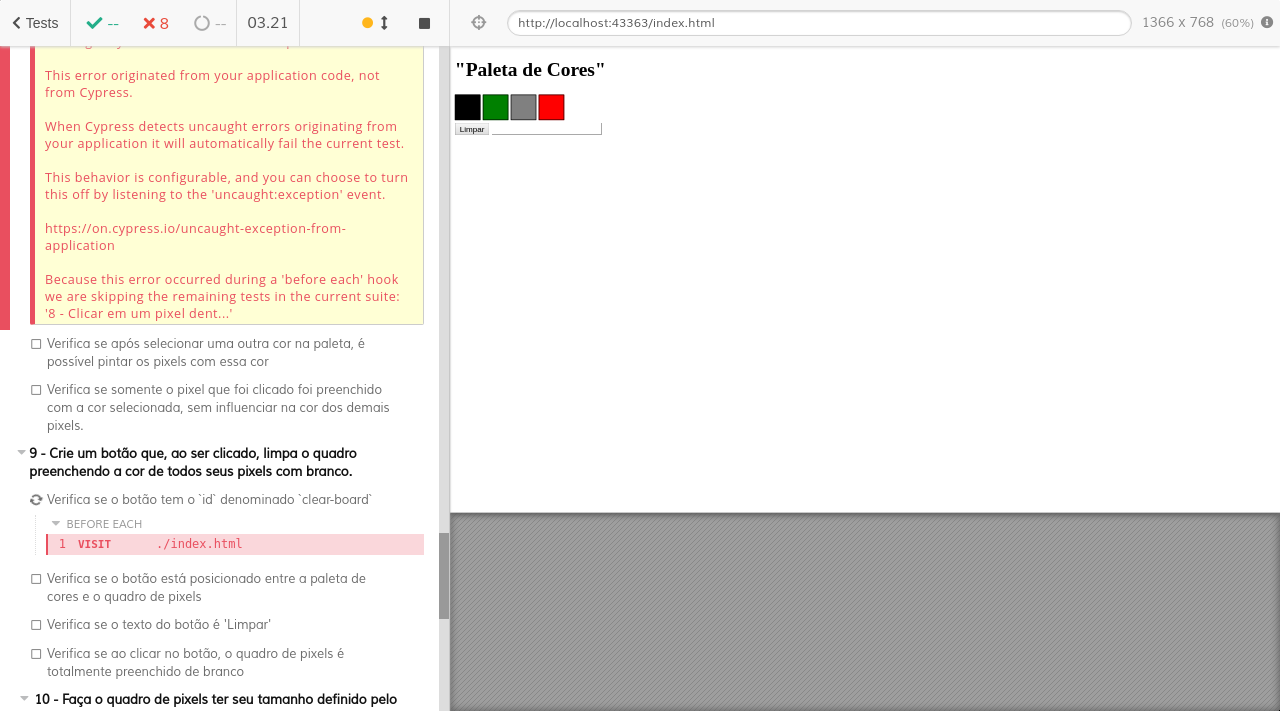 Tests
--
8
--
03.21
http://localhost:43363/index.html
1366 x 768 (60%)
This error originated from your application code, not
from Cypress.
When Cypress detects uncaught errors originating from
your application it will automatically fail the current test.
This behavior is configurable, and you can choose to turn
this off by listening to the 'uncaught:exception' event.
https://on.cypress.io/uncaught-exception-from-
application
Because this error occurred during a 'before each' hook
we are skipping the remaining tests in the current suite:
'8 - Clicar em um pixel dent...'
Verifica se após selecionar uma outra cor na paleta, é
possível pintar os pixels com essa cor
Verifica se somente o pixel que foi clicado foi preenchido
com a cor selecionada, sem influenciar na cor dos demais
pixels.
9 - Crie um botão que, ao ser clicado, limpa o quadro
preenchendo a cor de todos seus pixels com branco.
Verifica se o botão tem o `id` denominado `clear-board`
BEFORE EACH
1 VISIT ./index.html
Verifica se o botão está posicionado entre a paleta de
cores e o quadro de pixels
Verifica se o texto do botão é 'Limpar'
Verifica se ao clicar no botão, o quadro de pixels é
totalmente preenchido de branco
10 - Faça o quadro de pixels ter seu tamanho definido pelo
"Paleta de Cores"
Limpar